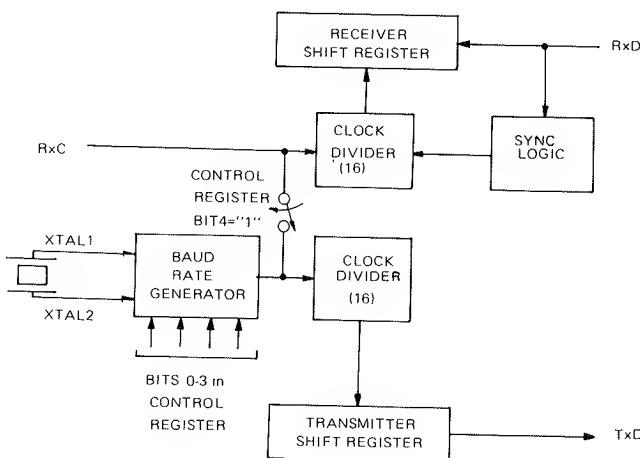 RECEIVER
SHIFT REGISTER
RxD
RxC
CLOCK
DIVIDER
(16)
SYNC
LOGIC
CONTROL
REGISTER
BIT4="1"
XTAL1
XTAL2
BAUD
RATE
GENERATOR
CLOCK
DIVIDER
(16)
BITS 0-3 in
CONTROL
REGISTER
TRANSMITTER
SHIFT REGISTER
TxD